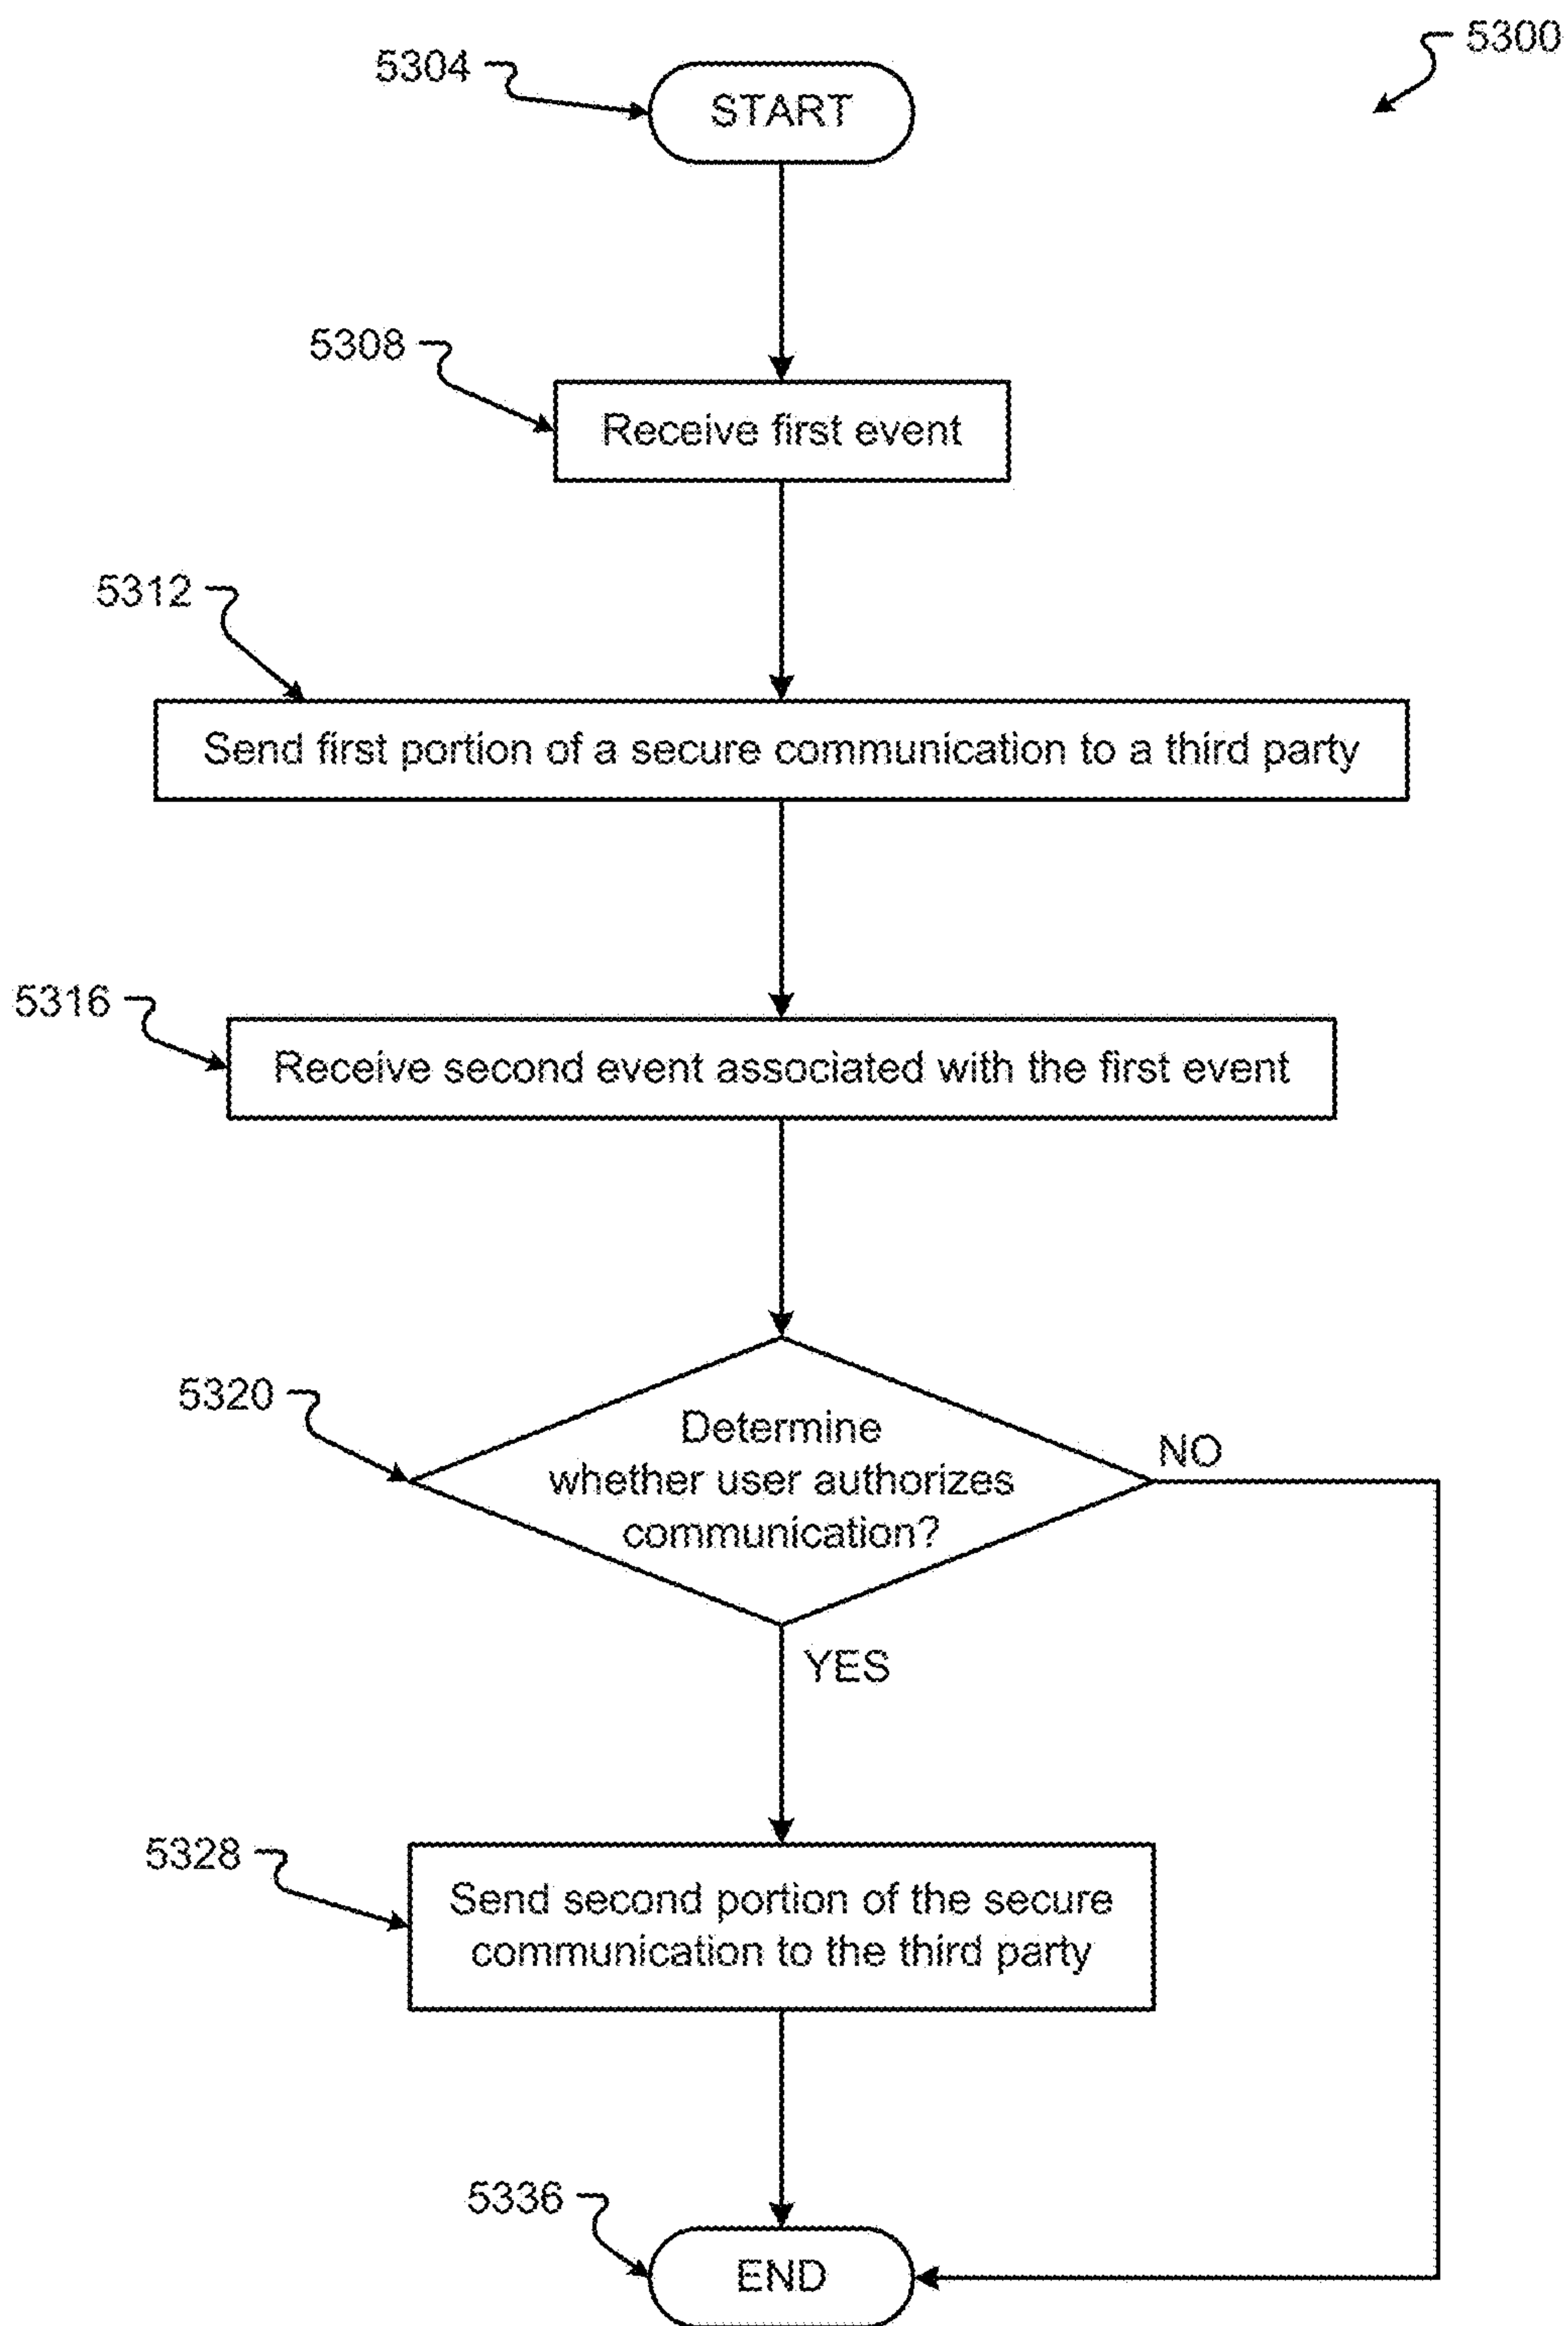 5300
5304
START
5308
Receive first event
5312
Send first portion of a secure communication to a third party
5316
Receive second event associated with the first event
5320
Determine
whether user authorizes
communication?
NO
YES
5328
Send second portion of the secure
communication to the third party
5336
END